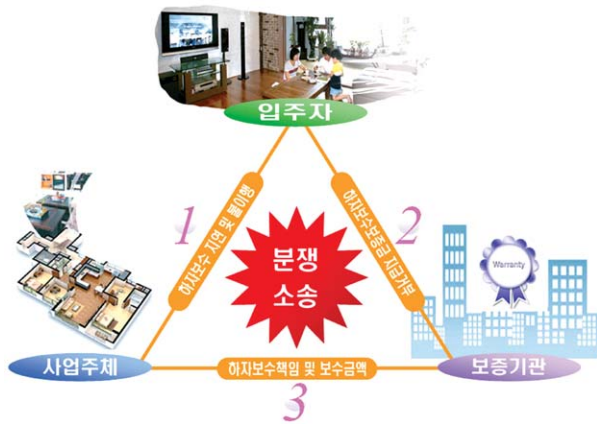 입주자
1
하자보수 지연 및 불이행
2
하자보수보증금 지급거부
분쟁
소송
Warranty
사업주체
하자보수책임 및 보수금액
보증기관
3